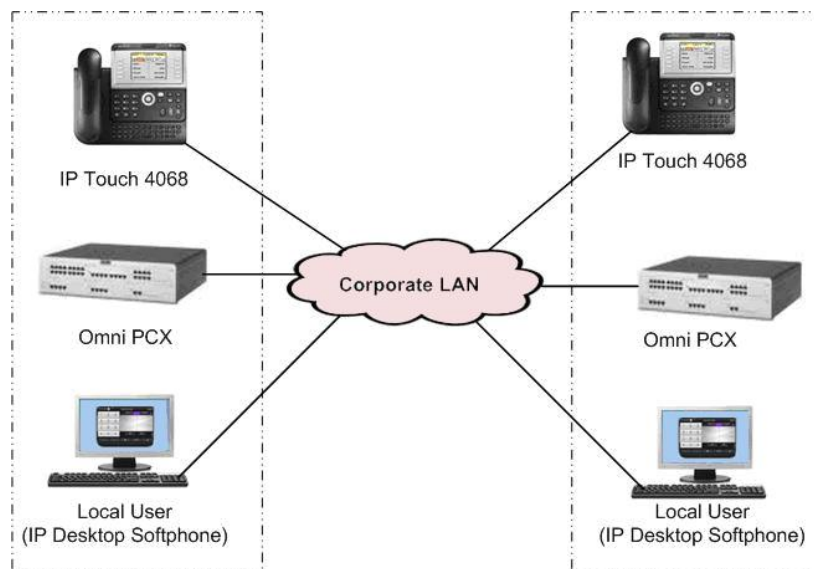 IP Touch 4068
Omni PCX
Local User
(IP Desktop Softphone)
Corporate LAN
IP Touch 4068
Omni PCX
Local User
(IP Desktop Softphone)